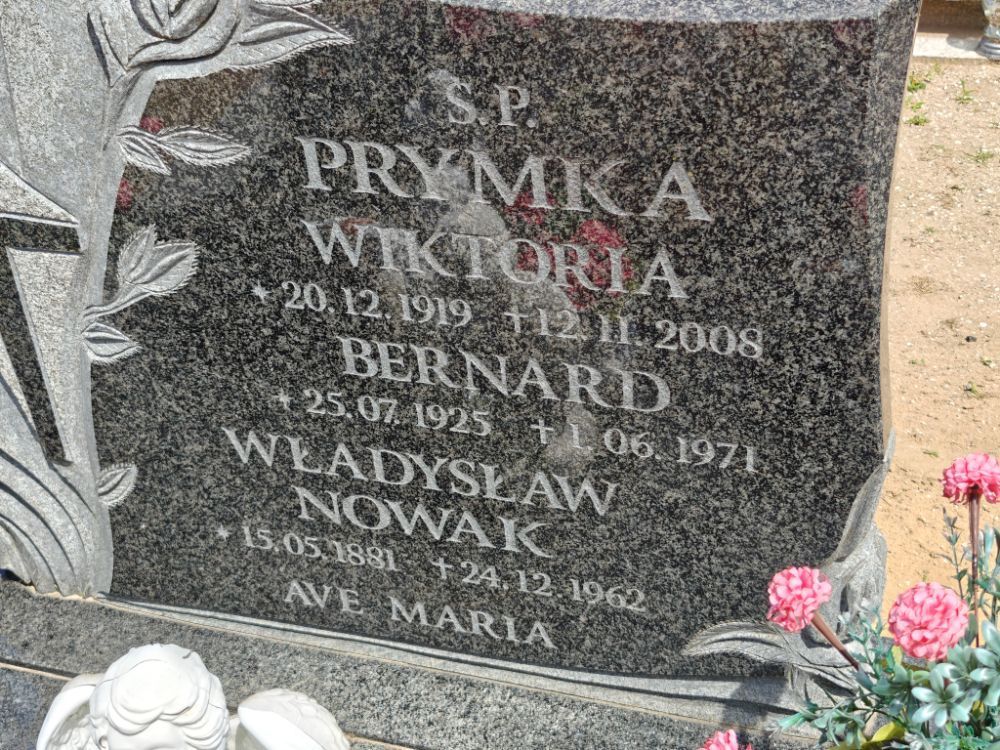 Ś.P.
PRYMKA
WIKTORIA
* 20.12.1919 † 12.11.2008
BERNARD
* 25.07.1925 † 1.06.1971
WŁADYSŁAW
NOWAK
* 15.05.1881 † 24.12.1962
AVE MARIA